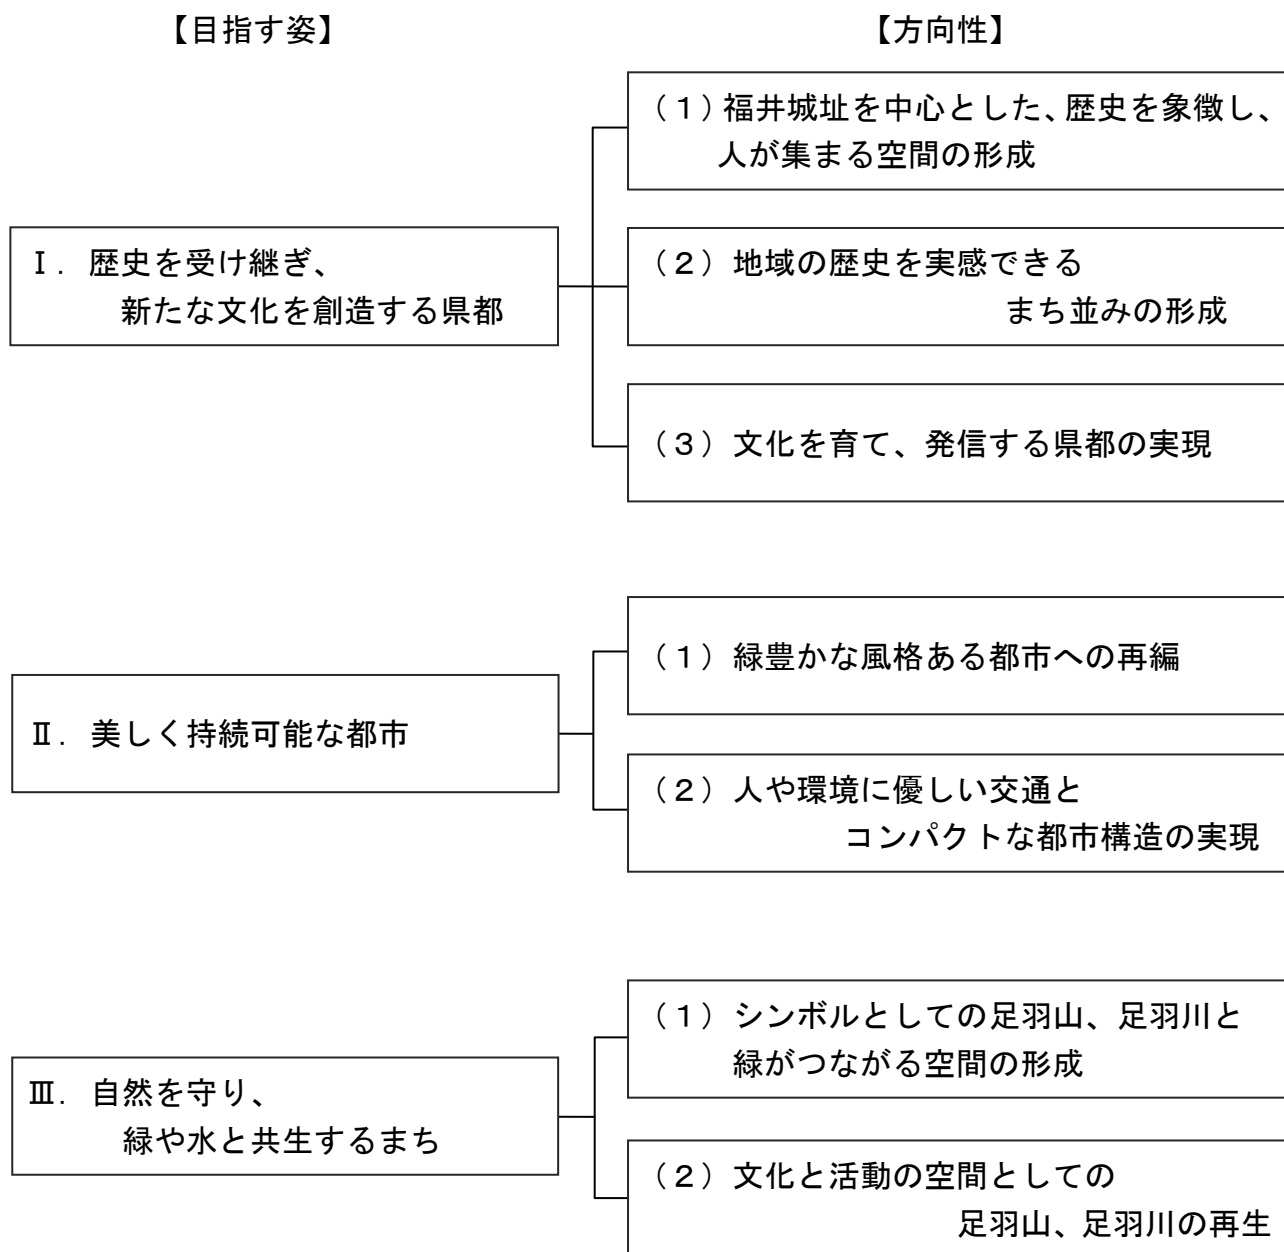 【目指す姿】
【方向性】
Ⅰ．歴史を受け継ぎ、
新たな文化を創造する県都
（１）福井城址を中心とした、歴史を象徴し、
人が集まる空間の形成
（２）地域の歴史を実感できる
まち並みの形成
（３）文化を育て、発信する県都の実現
Ⅱ．美しく持続可能な都市
（１）緑豊かな風格ある都市への再編
（２）人や環境に優しい交通と
コンパクトな都市構造の実現
Ⅲ．自然を守り、
緑や水と共生するまち
（１）シンボルとしての足羽山、足羽川と
緑がつながる空間の形成
（２）文化と活動の空間としての
足羽山、足羽川の再生